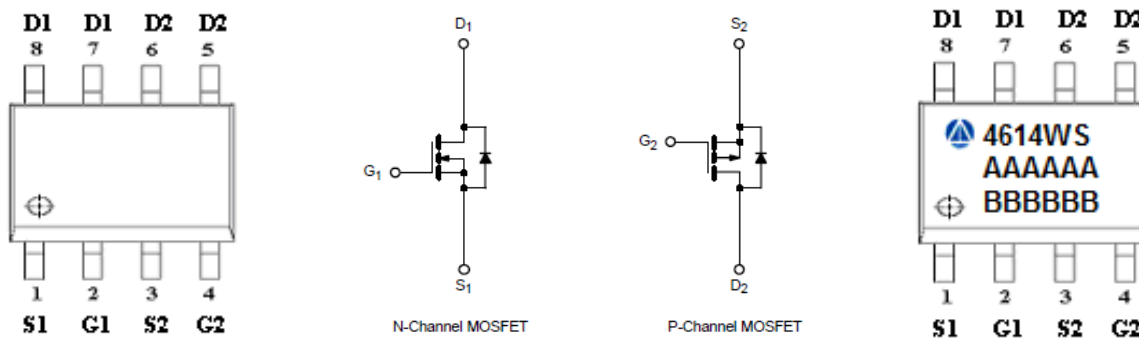 D1 D1 D2 D2
8 7 6 5
1 2 3 4
S1 G1 S2 G2
D1
G1
S1
N-Channel MOSFET
S2
G2
D2
P-Channel MOSFET
D1 D1 D2 D2
8 7 6 5
4614WS
AAAAAA
BBBBBB
1 2 3 4
S1 G1 S2 G2